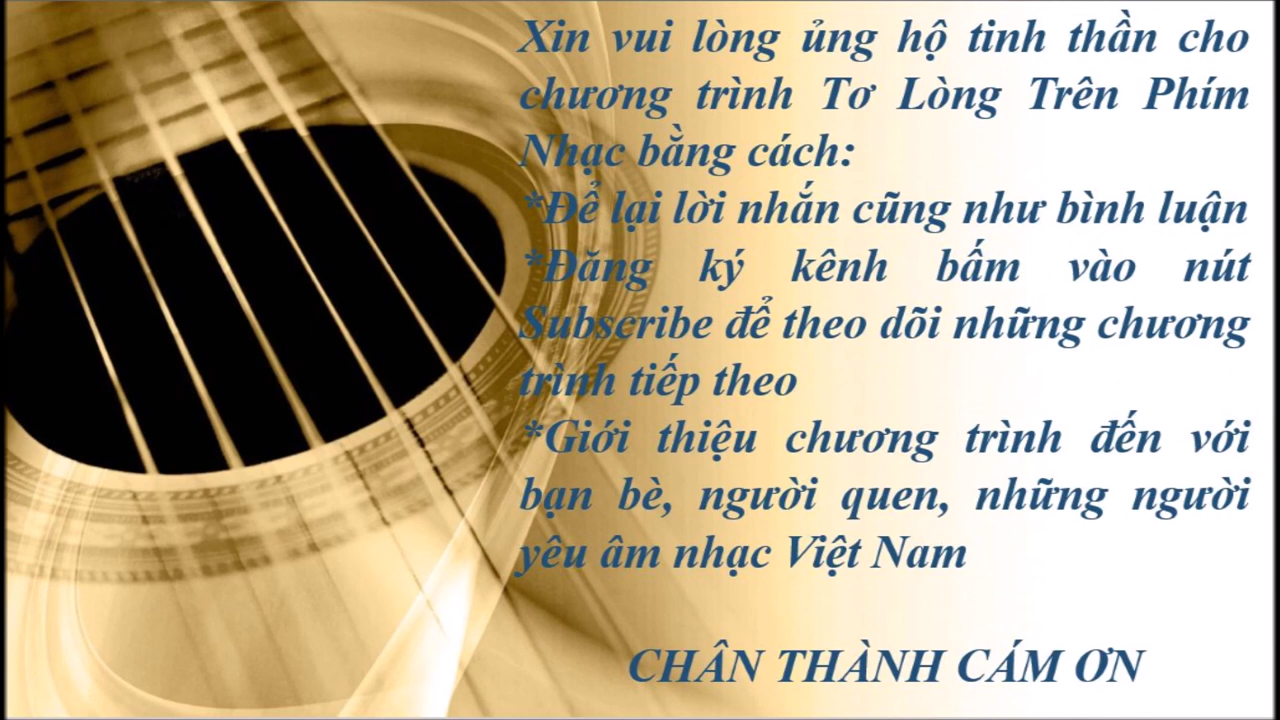 Xin vui lòng ủng hộ tinh thần cho
chương trình Tơ Lòng Trên Phím
Nhạc bằng cách:
*Để lại lời nhắn cũng như bình luận
*Đăng ký kênh bấm vào nút
Subscribe để theo dõi những chương
trình tiếp theo
*Giới thiệu chương trình đến với
bạn bè, người quen, những người
yêu âm nhạc Việt Nam
CHÂN THÀNH CÁM ƠN